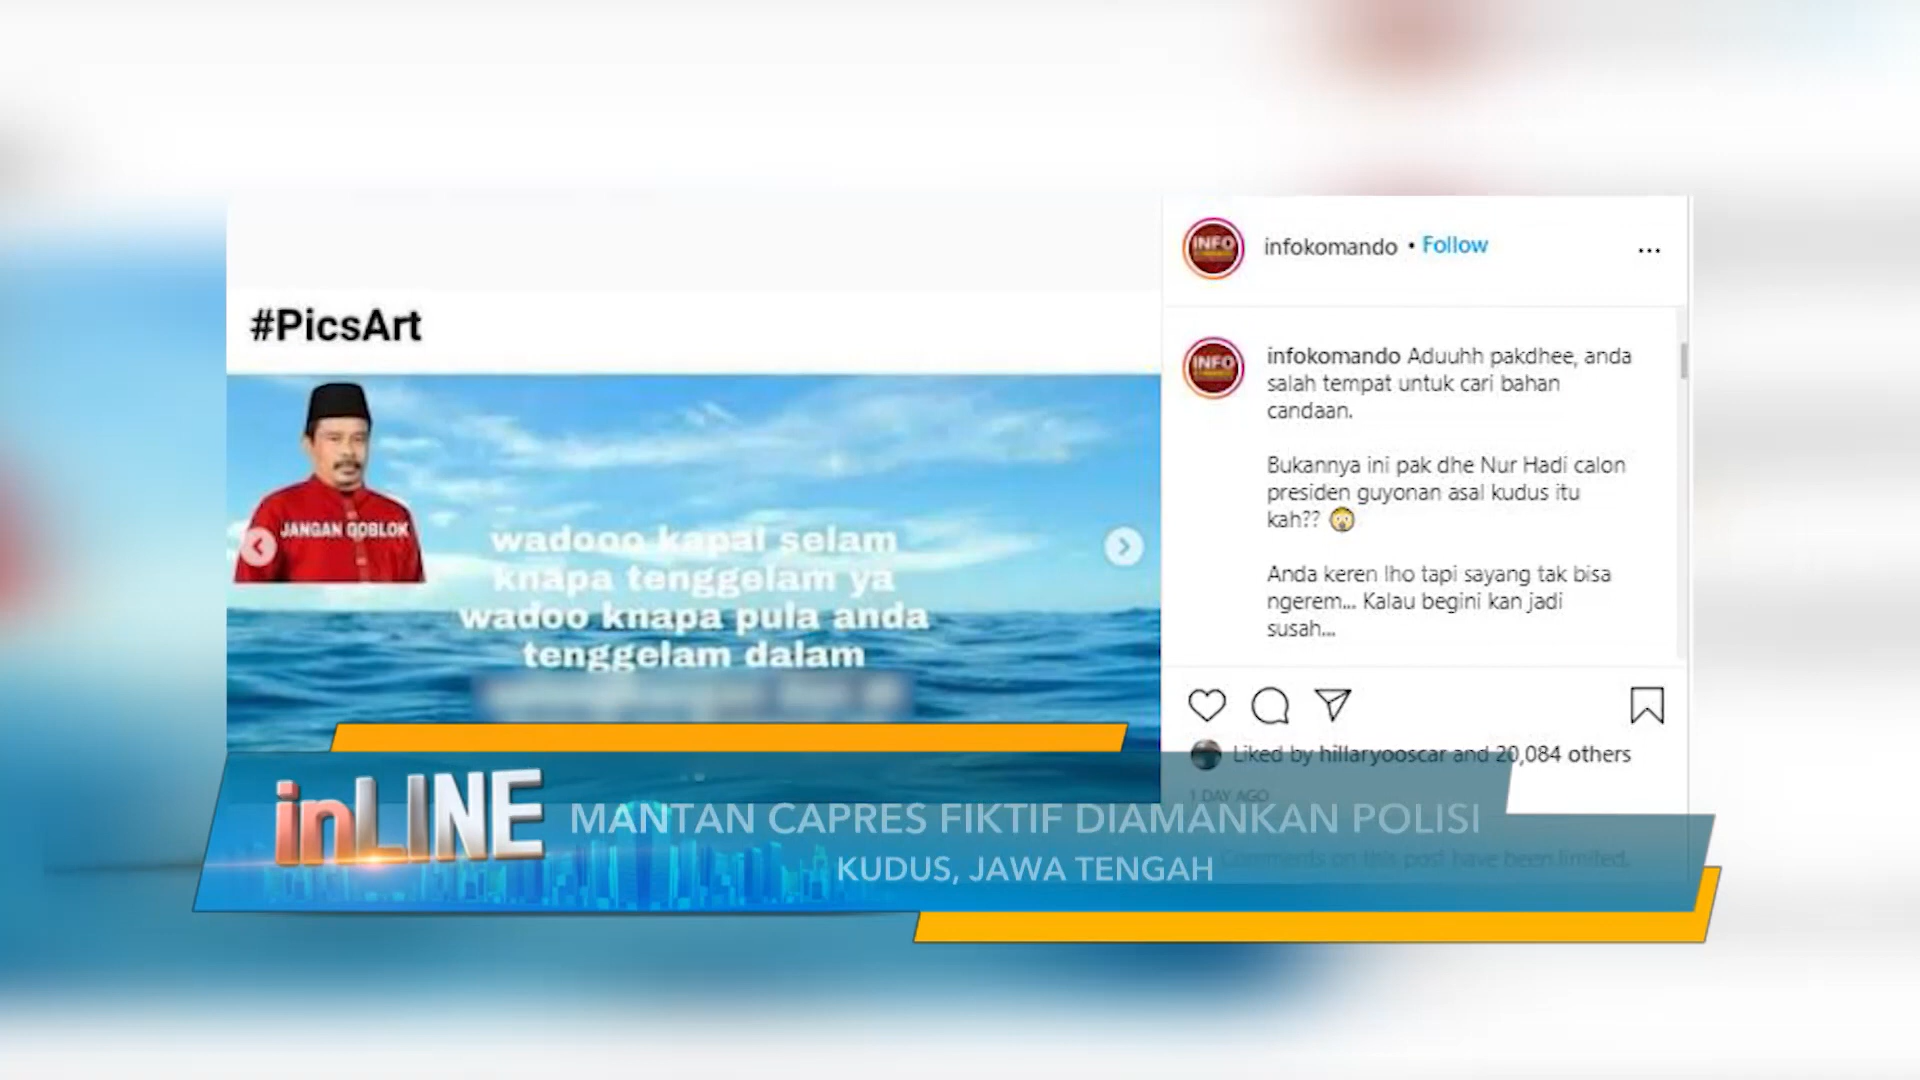 #PicsArt
JANGAN GOBLOK
wadooo kapal selam
knapa tenggelam ya
wadoo knapa pula anda
tenggelam dalam
INFO
infokomando • Follow
...
INFO
infokomando Aduuhh pakdhee, anda
salah tempat untuk cari bahan
candaan.
Bukannya ini pak dhe Nur Hadi calon
presiden guyonan asal kudus itu
kah??
Anda keren lho tapi sayang tak bisa
ngerem... Kalau begini kan jadi
susah...
Liked by hillaryooscar and 20,084 others
1 DAY AGO
Comments on this post have been limited.
inLINE
MANTAN CAPRES FIKTIF DIAMANKAN POLISI
KUDUS, JAWA TENGAH